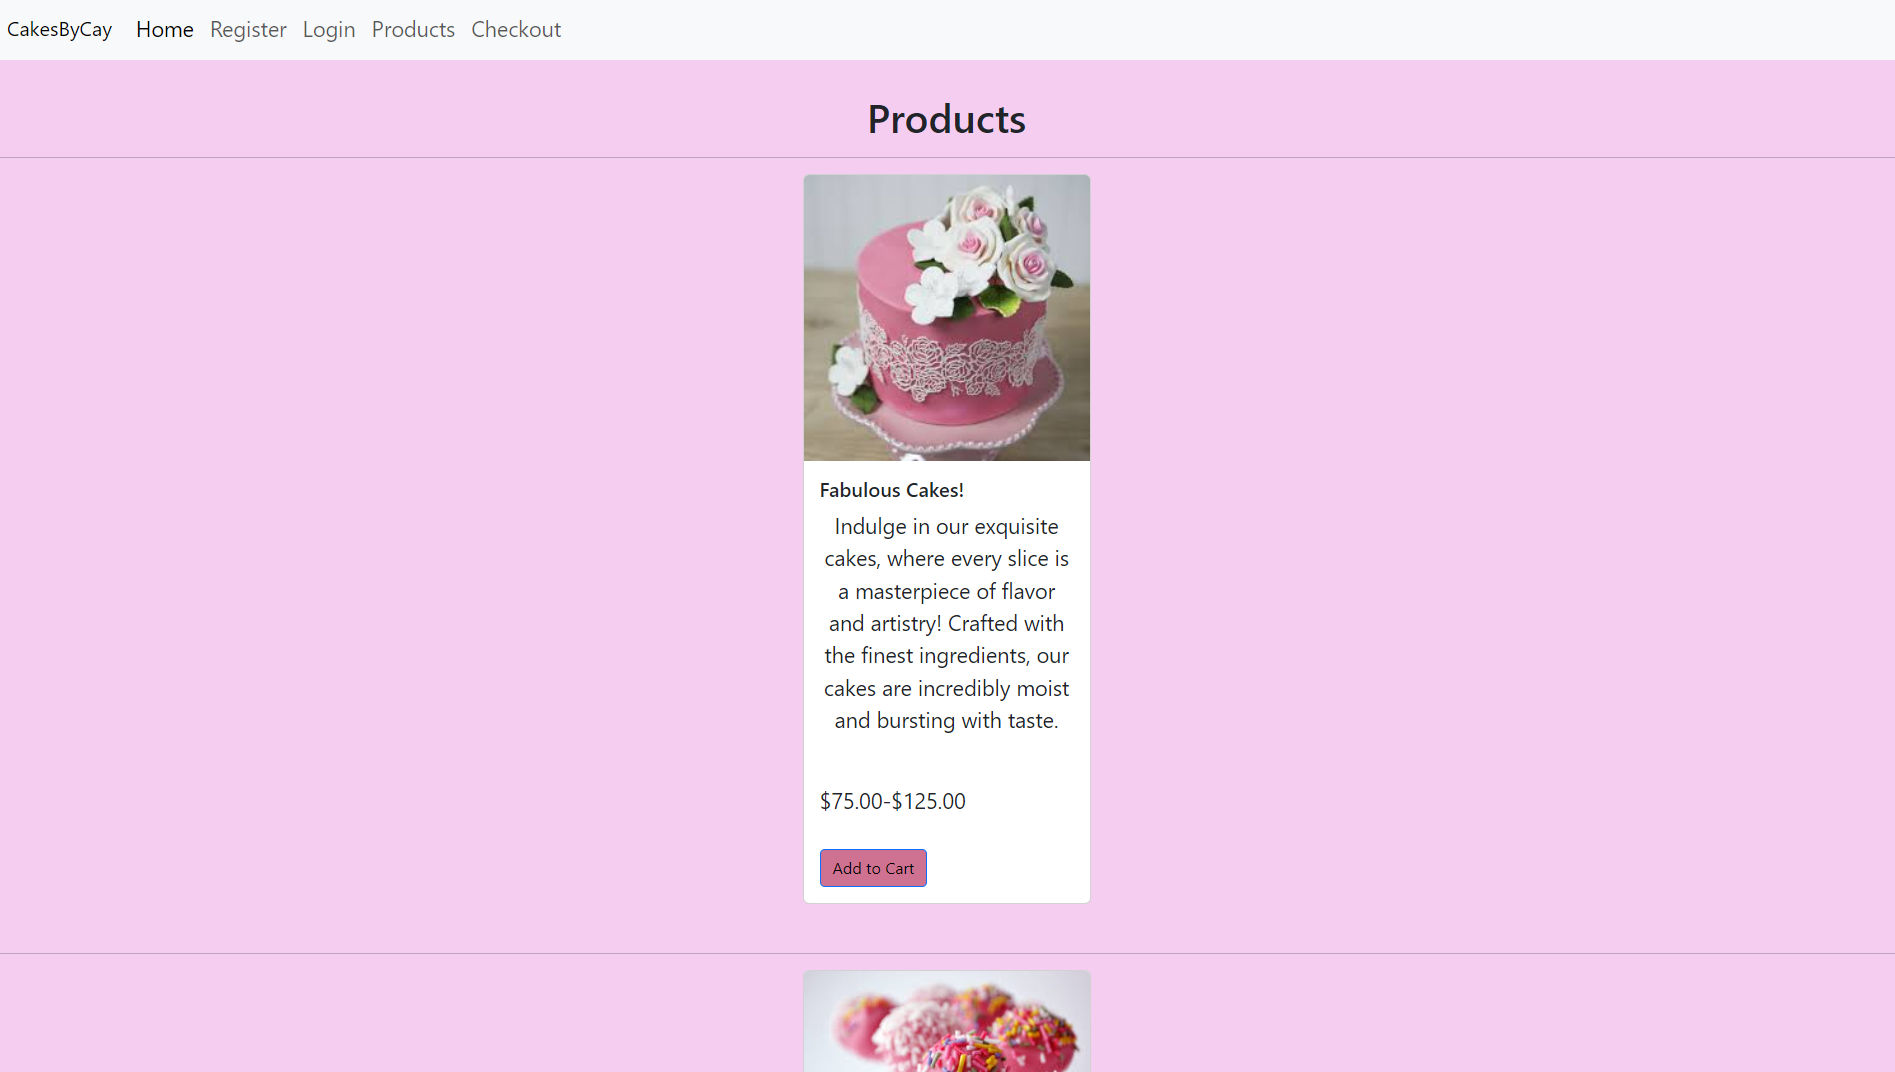 CakesByCay Home Register Login Products Checkout
Products
Fabulous Cakes!
Indulge in our exquisite
cakes, where every slice is
a masterpiece of flavor
and artistry! Crafted with
the finest ingredients, our
cakes are incredibly moist
and bursting with taste.
$75.00-$125.00
Add to Cart